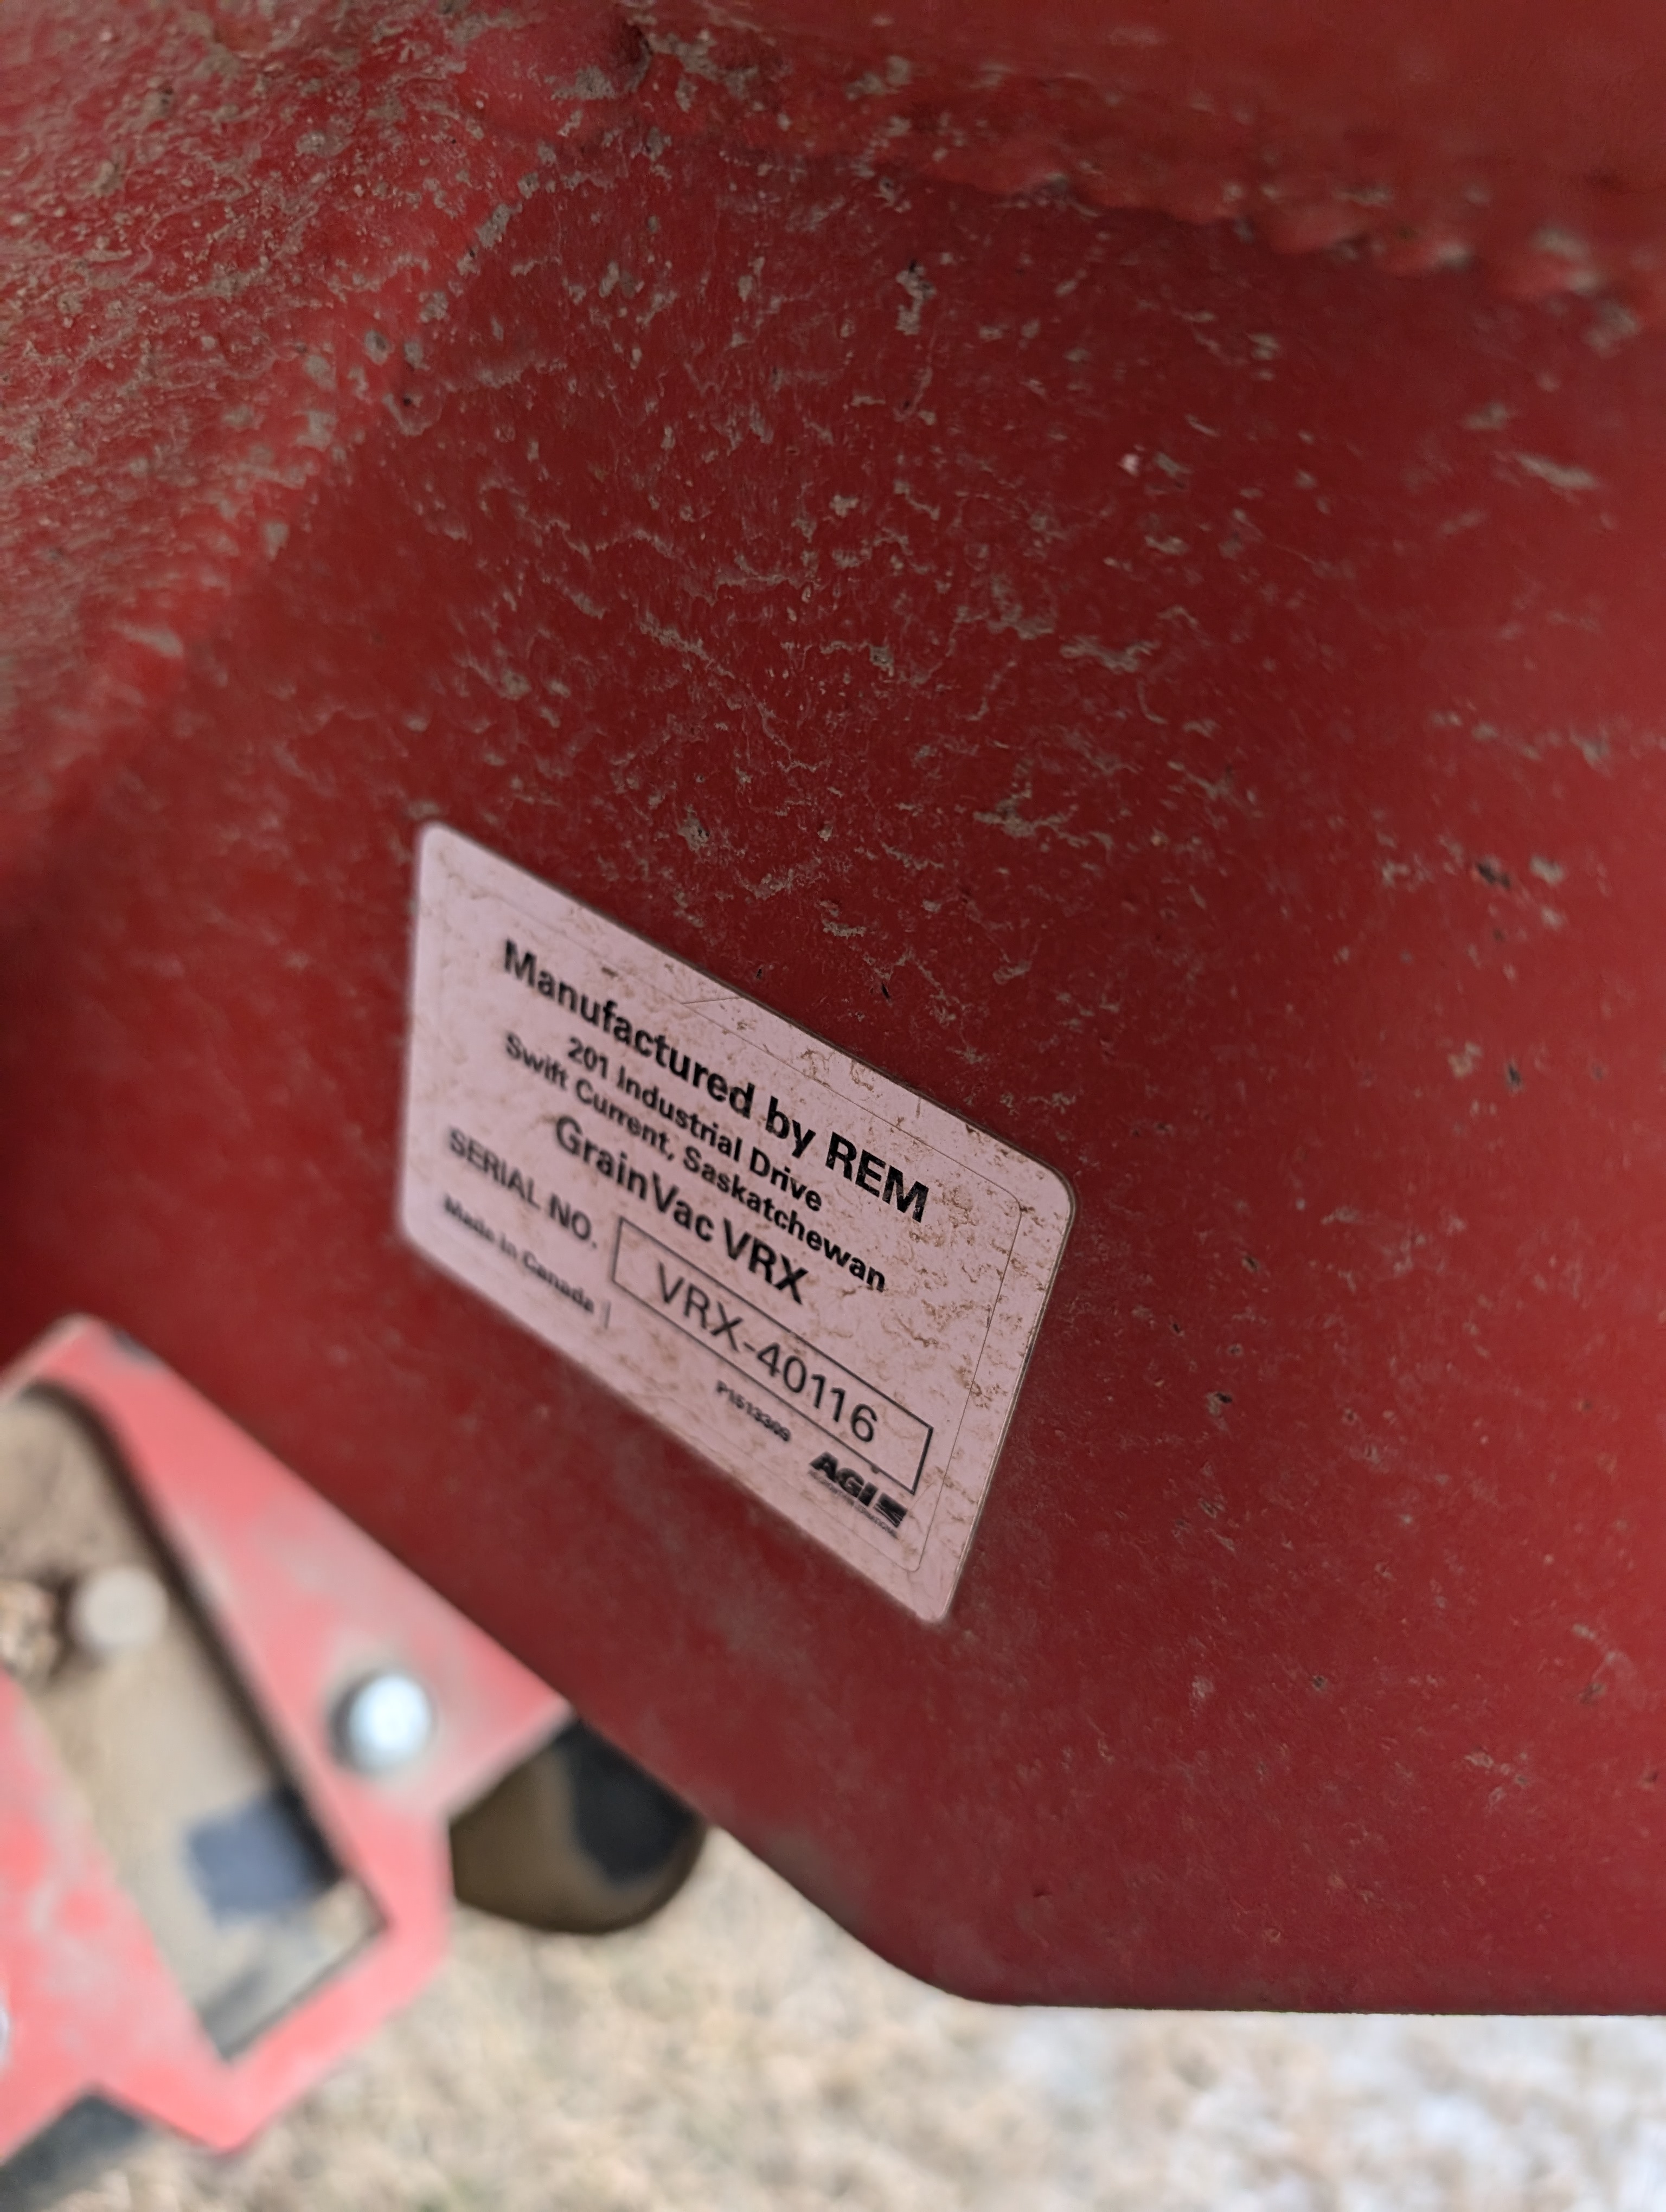 Manufactured by REM
201 Industrial Drive
Swift Current, Saskatchewan
GrainVac VRX
SERIAL NO. VRX-40116
Made in Canada
AGI